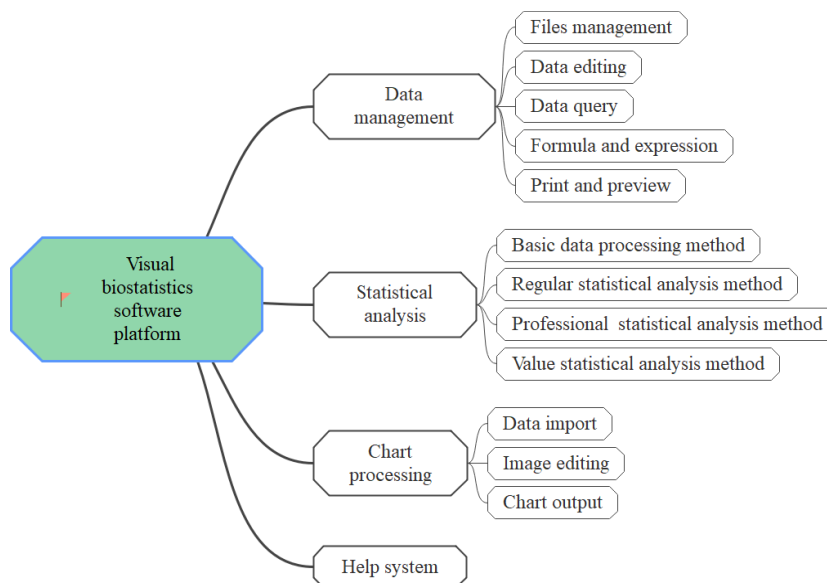 Visual
biostatistics
software
platform
Data
management
Files management
Data editing
Data query
Formula and expression
Print and preview
Statistical
analysis
Basic data processing method
Regular statistical analysis method
Professional  statistical analysis method
Value statistical analysis method
Chart
processing
Data import
Image editing
Chart output
Help system